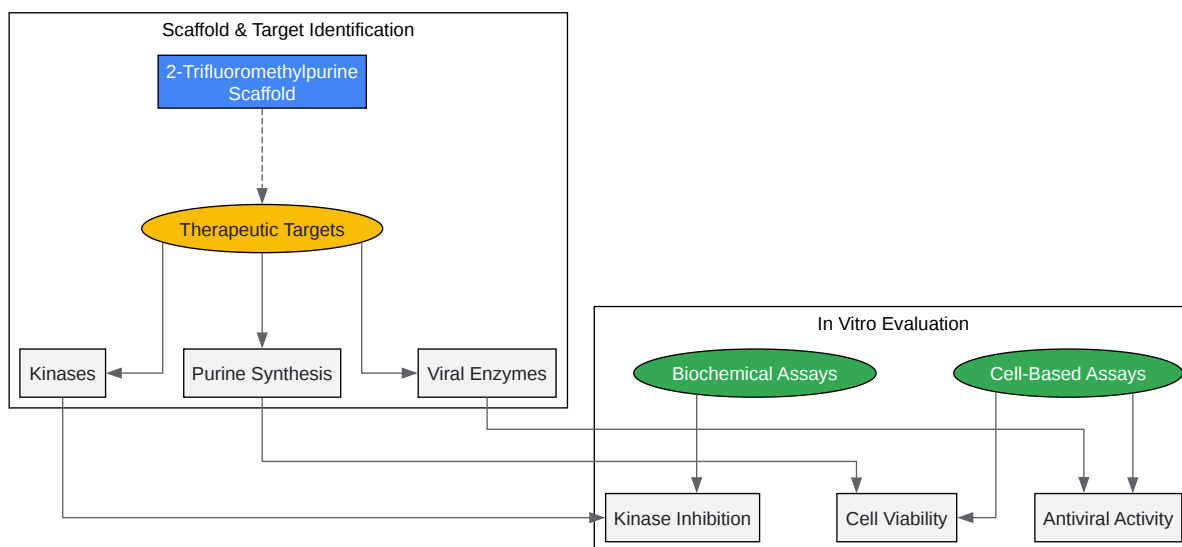 Scaffold & Target Identification
2-Trifluoromethylpurine
Scaffold
Therapeutic Targets
Kinases
Purine Synthesis
Viral Enzymes
In Vitro Evaluation
Biochemical Assays
Cell-Based Assays
Kinase Inhibition
Cell Viability
Antiviral Activity